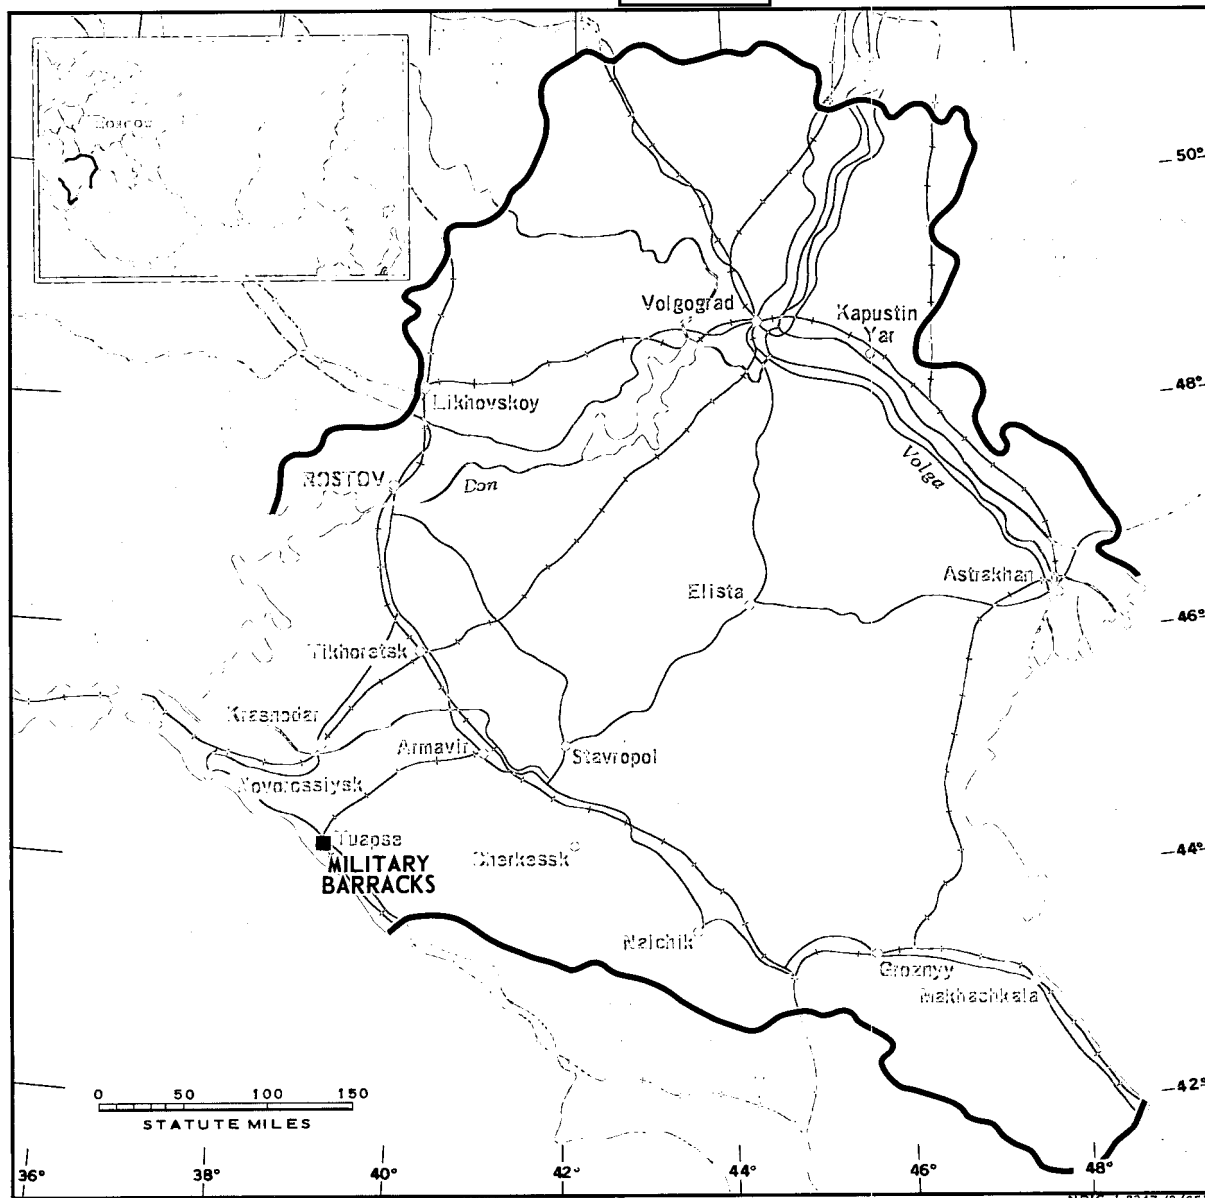 Moscow
50°
Volgograd
Kapustin
Yar
48°
Likhovskoy
Volga
ROSTOV
Don
Astrakhan
Elista
46°
Tikhoretsk
Krasnodar
Armavir
Stavropol
Novorossiysk
Tuapse
44°
MILITARY
BARRACKS
Cherkessk
Nalchik
Groznyy
Makhachkala
42°
0 50 100 150
STATUTE MILES
36° 38° 40° 42° 44° 46° 48°